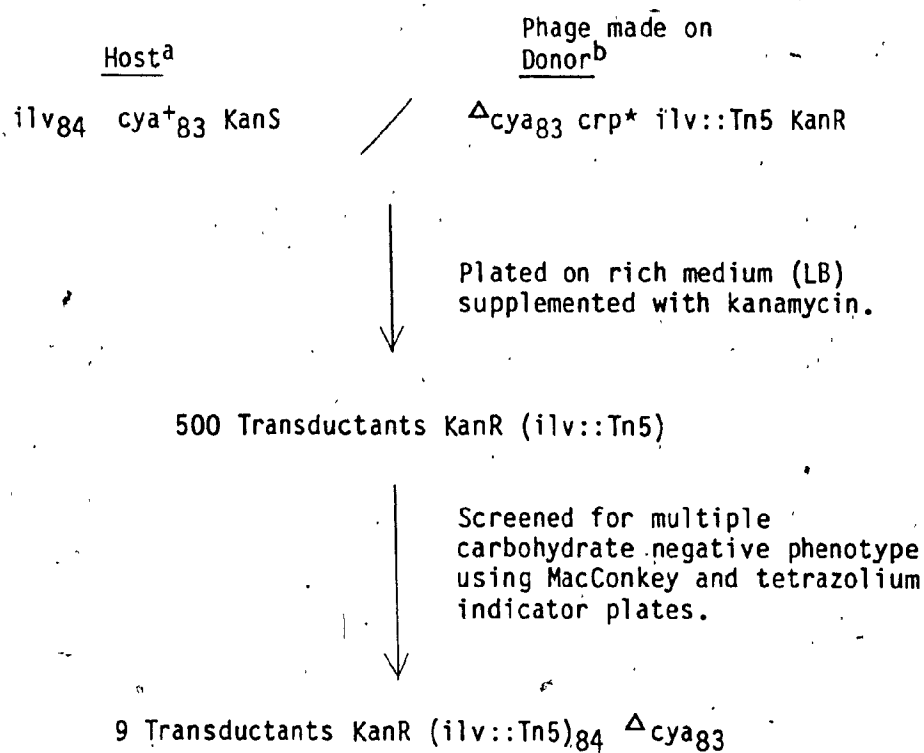 Host^a
Phage made on
Donor^b
ilv84 cya+83 KanS
Δcya83 crp* ilv::Tn5 KanR
Plated on rich medium (LB)
supplemented with kanamycin.
500 Transductants KanR (ilv::Tn5)
Screened for multiple
carbohydrate negative phenotype
using MacConkey and tetrazolium
indicator plates.
9 Transductants KanR (ilv::Tn5)84 Δcya83